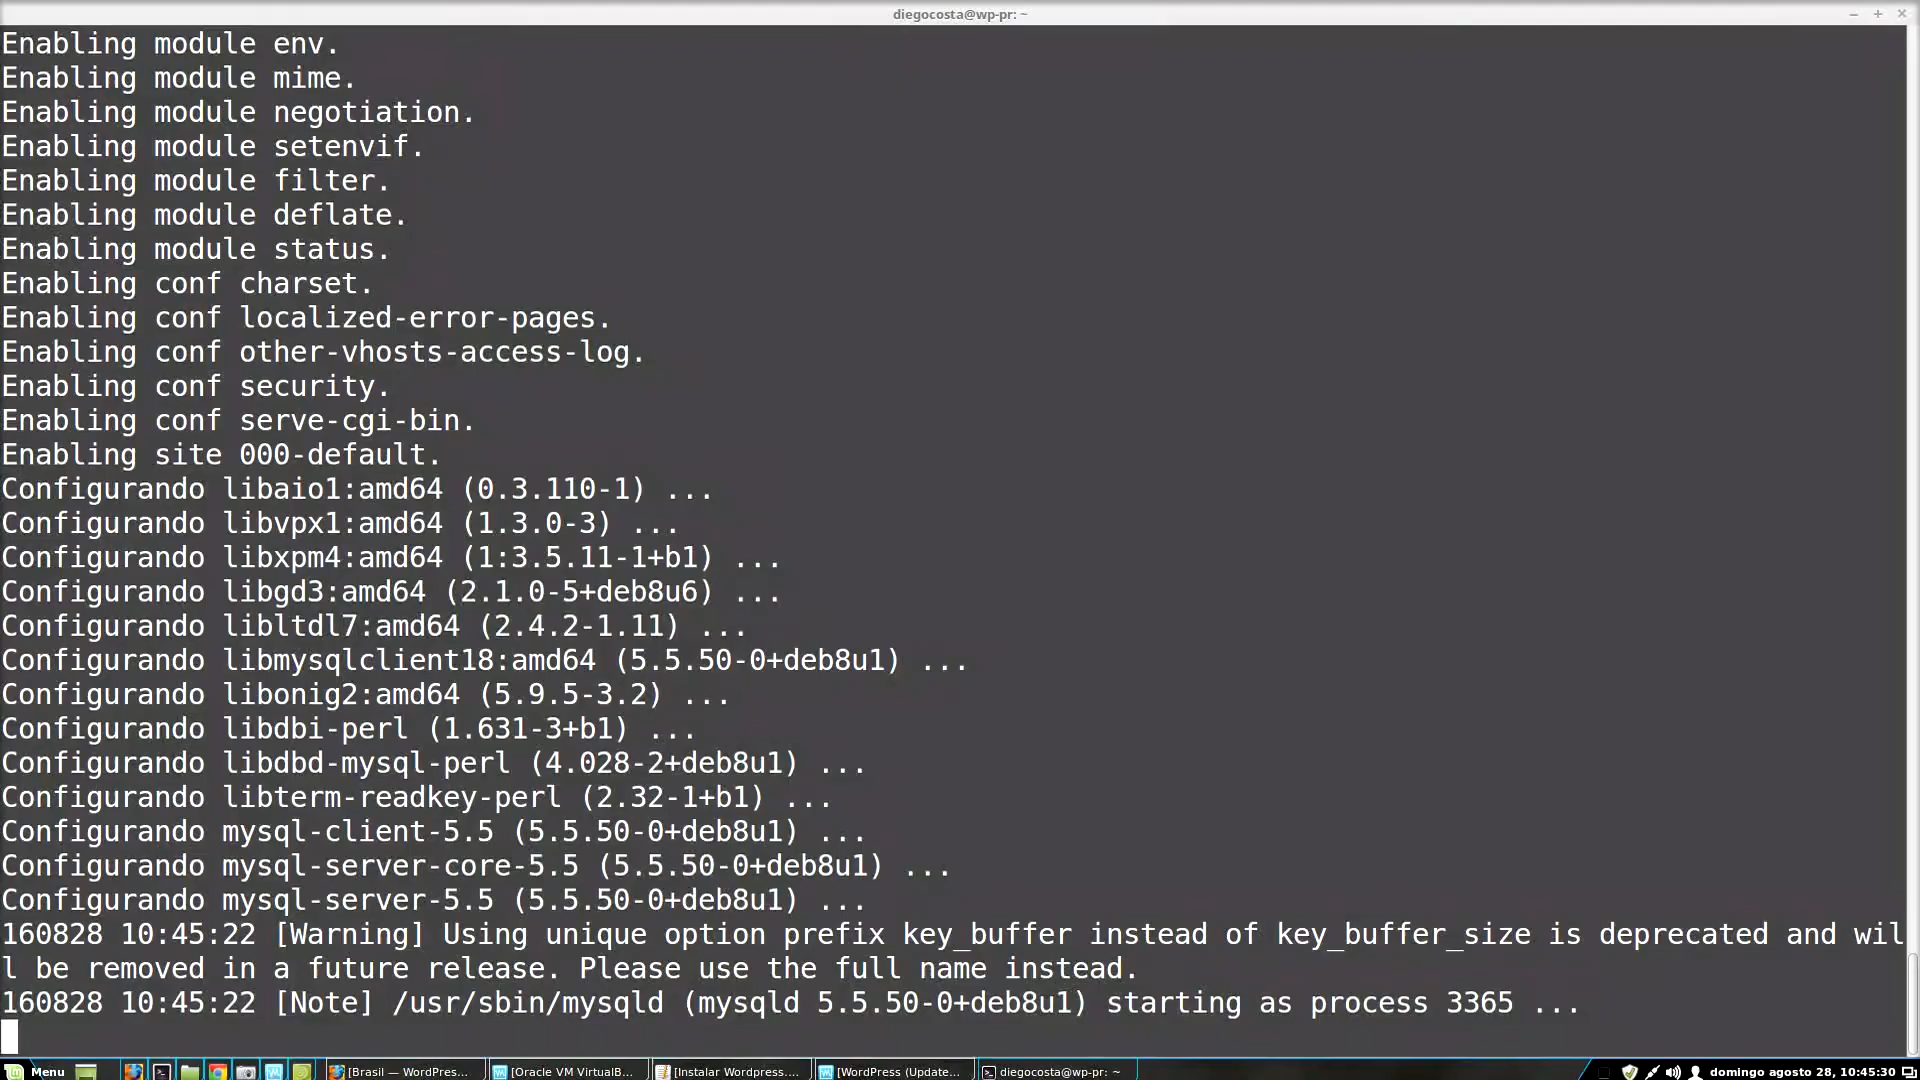 diegocosta@wp-pr: ~
Enabling module env.
Enabling module mime.
Enabling module negotiation.
Enabling module setenvif.
Enabling module filter.
Enabling module deflate.
Enabling module status.
Enabling conf charset.
Enabling conf localized-error-pages.
Enabling conf other-vhosts-access-log.
Enabling conf security.
Enabling conf serve-cgi-bin.
Enabling site 000-default.
Configurando libaio1:amd64 (0.3.110-1) ...
Configurando libvpx1:amd64 (1.3.0-3) ...
Configurando libxpm4:amd64 (1:3.5.11-1+b1) ...
Configurando libgd3:amd64 (2.1.0-5+deb8u6) ...
Configurando libltdl7:amd64 (2.4.2-1.11) ...
Configurando libmysqlclient18:amd64 (5.5.50-0+deb8u1) ...
Configurando libonig2:amd64 (5.9.5-3.2) ...
Configurando libdbi-perl (1.631-3+b1) ...
Configurando libdbd-mysql-perl (4.028-2+deb8u1) ...
Configurando libterm-readkey-perl (2.32-1+b1) ...
Configurando mysql-client-5.5 (5.5.50-0+deb8u1) ...
Configurando mysql-server-core-5.5 (5.5.50-0+deb8u1) ...
Configurando mysql-server-5.5 (5.5.50-0+deb8u1) ...
160828 10:45:22 [Warning] Using unique option prefix key_buffer instead of key_buffer_size is deprecated and wil
l be removed in a future release. Please use the full name instead.
160828 10:45:22 [Note] /usr/sbin/mysqld (mysqld 5.5.50-0+deb8u1) starting as process 3365 ...
Menu [Brasil — WordPres... [Oracle VM VirtualB... [Instalar Wordpress.... [WordPress (Update... diegocosta@wp-pr: ~ domingo agosto 28, 10:45:30